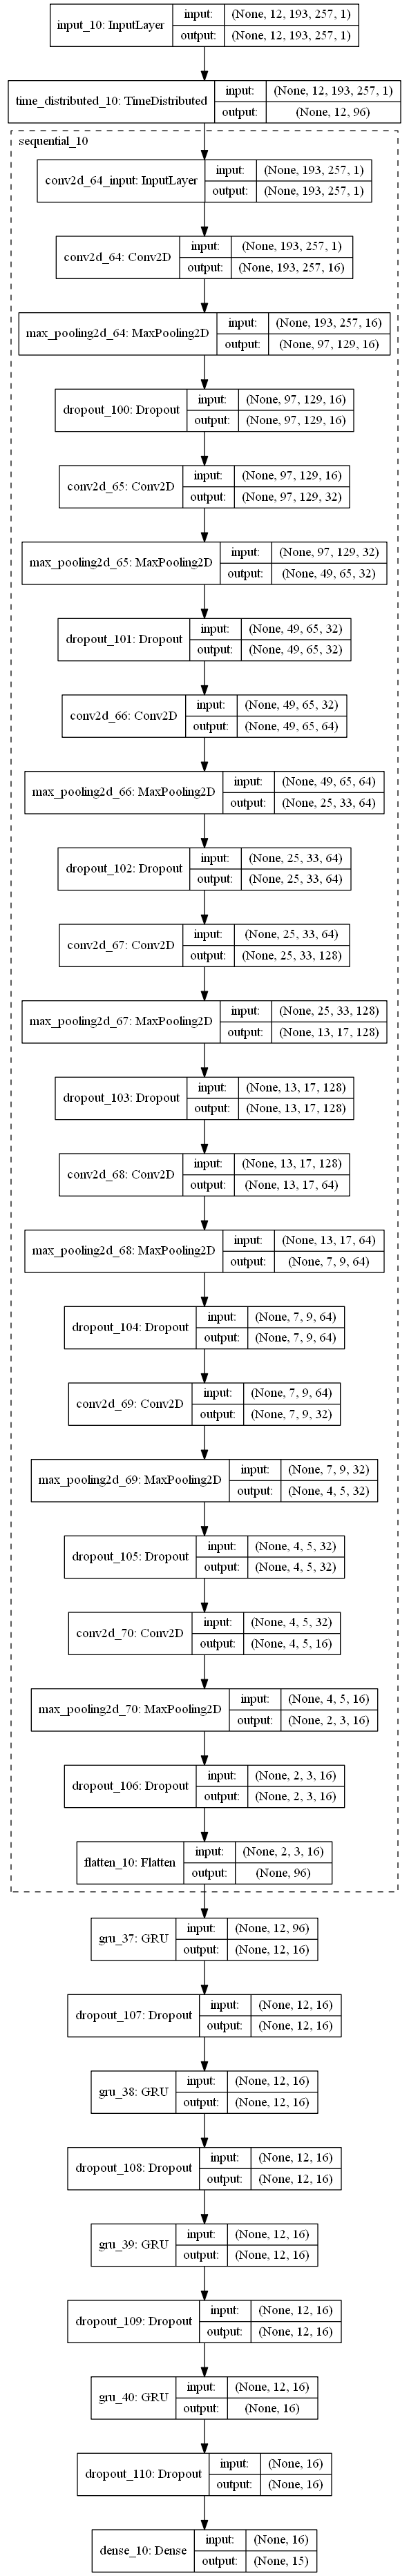 input_10: InputLayer
input: (None, 12, 193, 257, 1)
output: (None, 12, 193, 257, 1)
time_distributed_10: TimeDistributed
input: (None, 12, 193, 257, 1)
output: (None, 12, 96)
sequential_10
conv2d_64_input: InputLayer
input: (None, 193, 257, 1)
output: (None, 193, 257, 1)
conv2d_64: Conv2D
input: (None, 193, 257, 1)
output: (None, 193, 257, 16)
max_pooling2d_64: MaxPooling2D
input: (None, 193, 257, 16)
output: (None, 97, 129, 16)
dropout_100: Dropout
input: (None, 97, 129, 16)
output: (None, 97, 129, 16)
conv2d_65: Conv2D
input: (None, 97, 129, 16)
output: (None, 97, 129, 32)
max_pooling2d_65: MaxPooling2D
input: (None, 97, 129, 32)
output: (None, 49, 65, 32)
dropout_101: Dropout
input: (None, 49, 65, 32)
output: (None, 49, 65, 32)
conv2d_66: Conv2D
input: (None, 49, 65, 32)
output: (None, 49, 65, 64)
max_pooling2d_66: MaxPooling2D
input: (None, 49, 65, 64)
output: (None, 25, 33, 64)
dropout_102: Dropout
input: (None, 25, 33, 64)
output: (None, 25, 33, 64)
conv2d_67: Conv2D
input: (None, 25, 33, 64)
output: (None, 25, 33, 128)
max_pooling2d_67: MaxPooling2D
input: (None, 25, 33, 128)
output: (None, 13, 17, 128)
dropout_103: Dropout
input: (None, 13, 17, 128)
output: (None, 13, 17, 128)
conv2d_68: Conv2D
input: (None, 13, 17, 128)
output: (None, 13, 17, 64)
max_pooling2d_68: MaxPooling2D
input: (None, 13, 17, 64)
output: (None, 7, 9, 64)
dropout_104: Dropout
input: (None, 7, 9, 64)
output: (None, 7, 9, 64)
conv2d_69: Conv2D
input: (None, 7, 9, 64)
output: (None, 7, 9, 32)
max_pooling2d_69: MaxPooling2D
input: (None, 7, 9, 32)
output: (None, 4, 5, 32)
dropout_105: Dropout
input: (None, 4, 5, 32)
output: (None, 4, 5, 32)
conv2d_70: Conv2D
input: (None, 4, 5, 32)
output: (None, 4, 5, 16)
max_pooling2d_70: MaxPooling2D
input: (None, 4, 5, 16)
output: (None, 2, 3, 16)
dropout_106: Dropout
input: (None, 2, 3, 16)
output: (None, 2, 3, 16)
flatten_10: Flatten
input: (None, 2, 3, 16)
output: (None, 96)
gru_37: GRU
input: (None, 12, 96)
output: (None, 12, 16)
dropout_107: Dropout
input: (None, 12, 16)
output: (None, 12, 16)
gru_38: GRU
input: (None, 12, 16)
output: (None, 12, 16)
dropout_108: Dropout
input: (None, 12, 16)
output: (None, 12, 16)
gru_39: GRU
input: (None, 12, 16)
output: (None, 12, 16)
dropout_109: Dropout
input: (None, 12, 16)
output: (None, 12, 16)
gru_40: GRU
input: (None, 12, 16)
output: (None, 16)
dropout_110: Dropout
input: (None, 16)
output: (None, 16)
dense_10: Dense
input: (None, 16)
output: (None, 15)